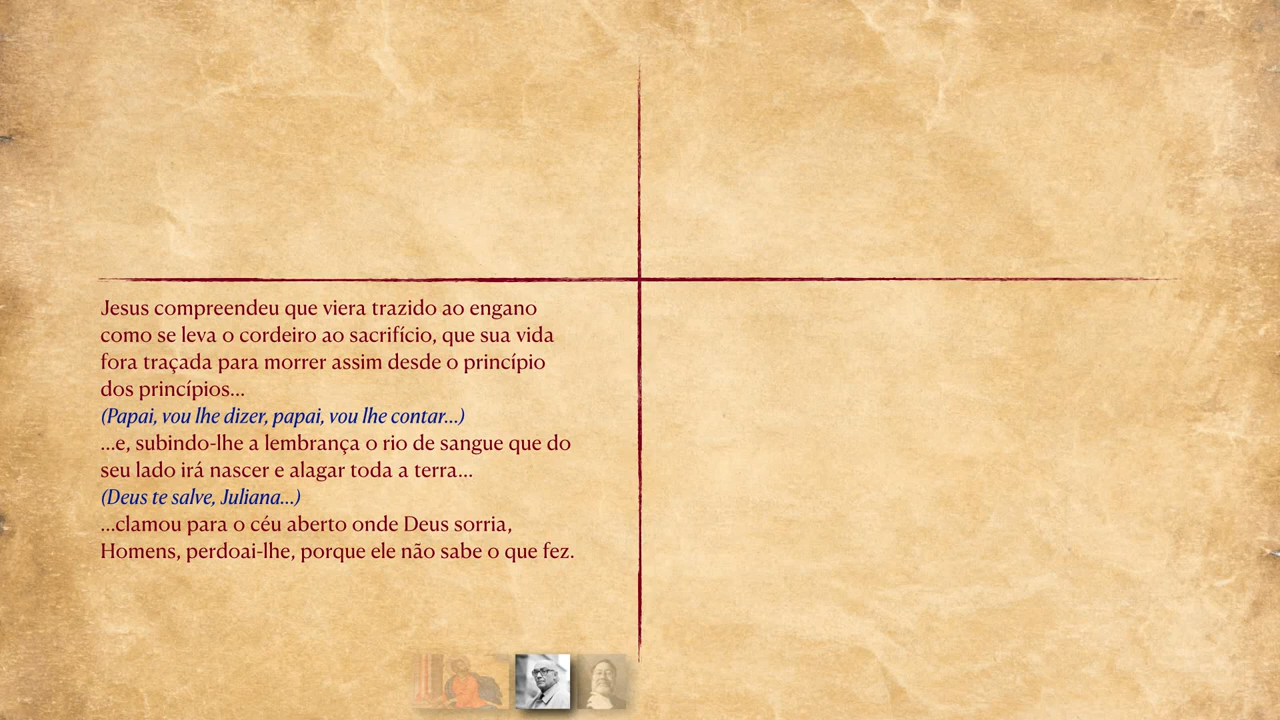 Jesus compreendeu que viera trazido ao engano
como se leva o cordeiro ao sacrifício, que sua vida
fora traçada para morrer assim desde o princípio
dos princípios...
(Papai, vou lhe dizer, papai, vou lhe contar...)
...e, subindo-lhe a lembrança o rio de sangue que do
seu lado irá nascer e alagar toda a terra...
(Deus te salve, Juliana...)
...clamou para o céu aberto onde Deus sorria,
Homens, perdoai-lhe, porque ele não sabe o que fez.